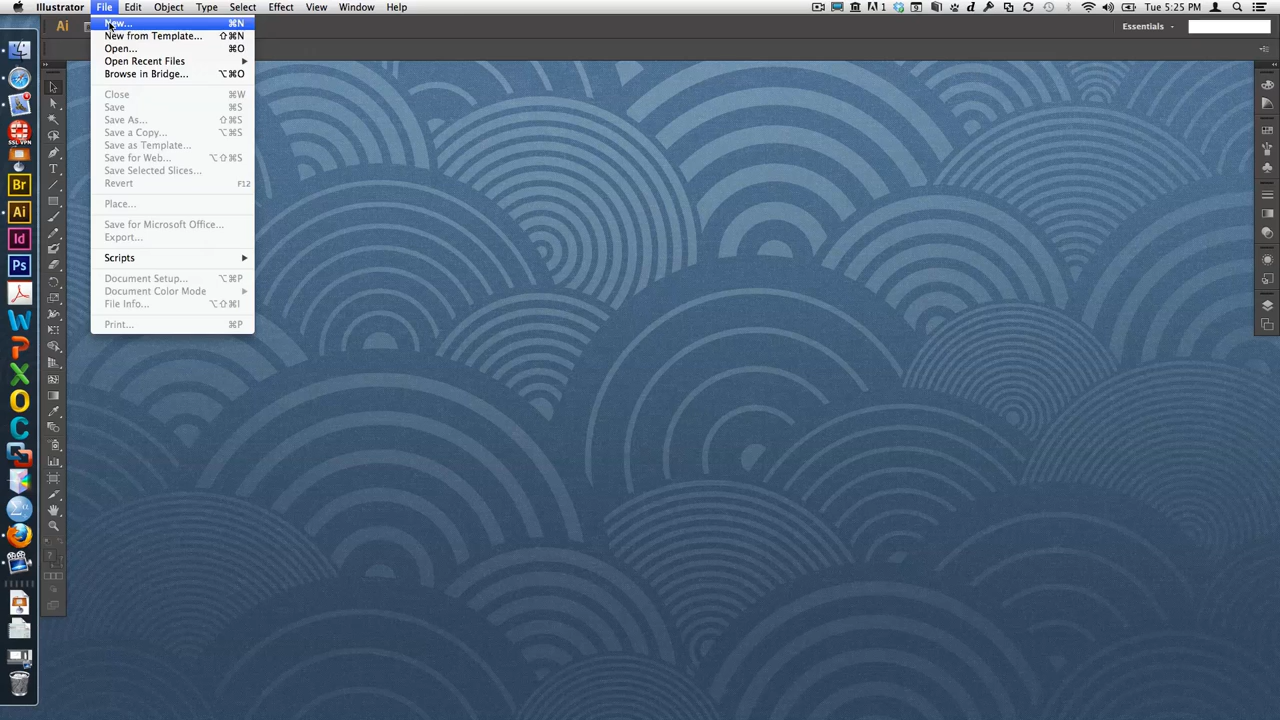 Illustrator File Edit Object Type Select Effect View Window Help 1 Tue 5:25 PM
Ai Essentials
New... ⌘N
New from Template... ⇧⌘N
Open... ⌘O
Open Recent Files
Browse in Bridge... ⌥⌘O
Close ⌘W
Save ⌘S
Save As... ⇧⌘S
Save a Copy... ⌥⌘S
Save as Template...
Save for Web... ⌥⇧⌘S
Save Selected Slices...
Revert F12
Place...
Save for Microsoft Office...
Export...
Scripts
Document Setup... ⌥⌘P
Document Color Mode
File Info... ⌥⇧⌘I
Print... ⌘P
SSL VPN
Br
Ai
Id
Ps
W
P
X
O
C
T
?